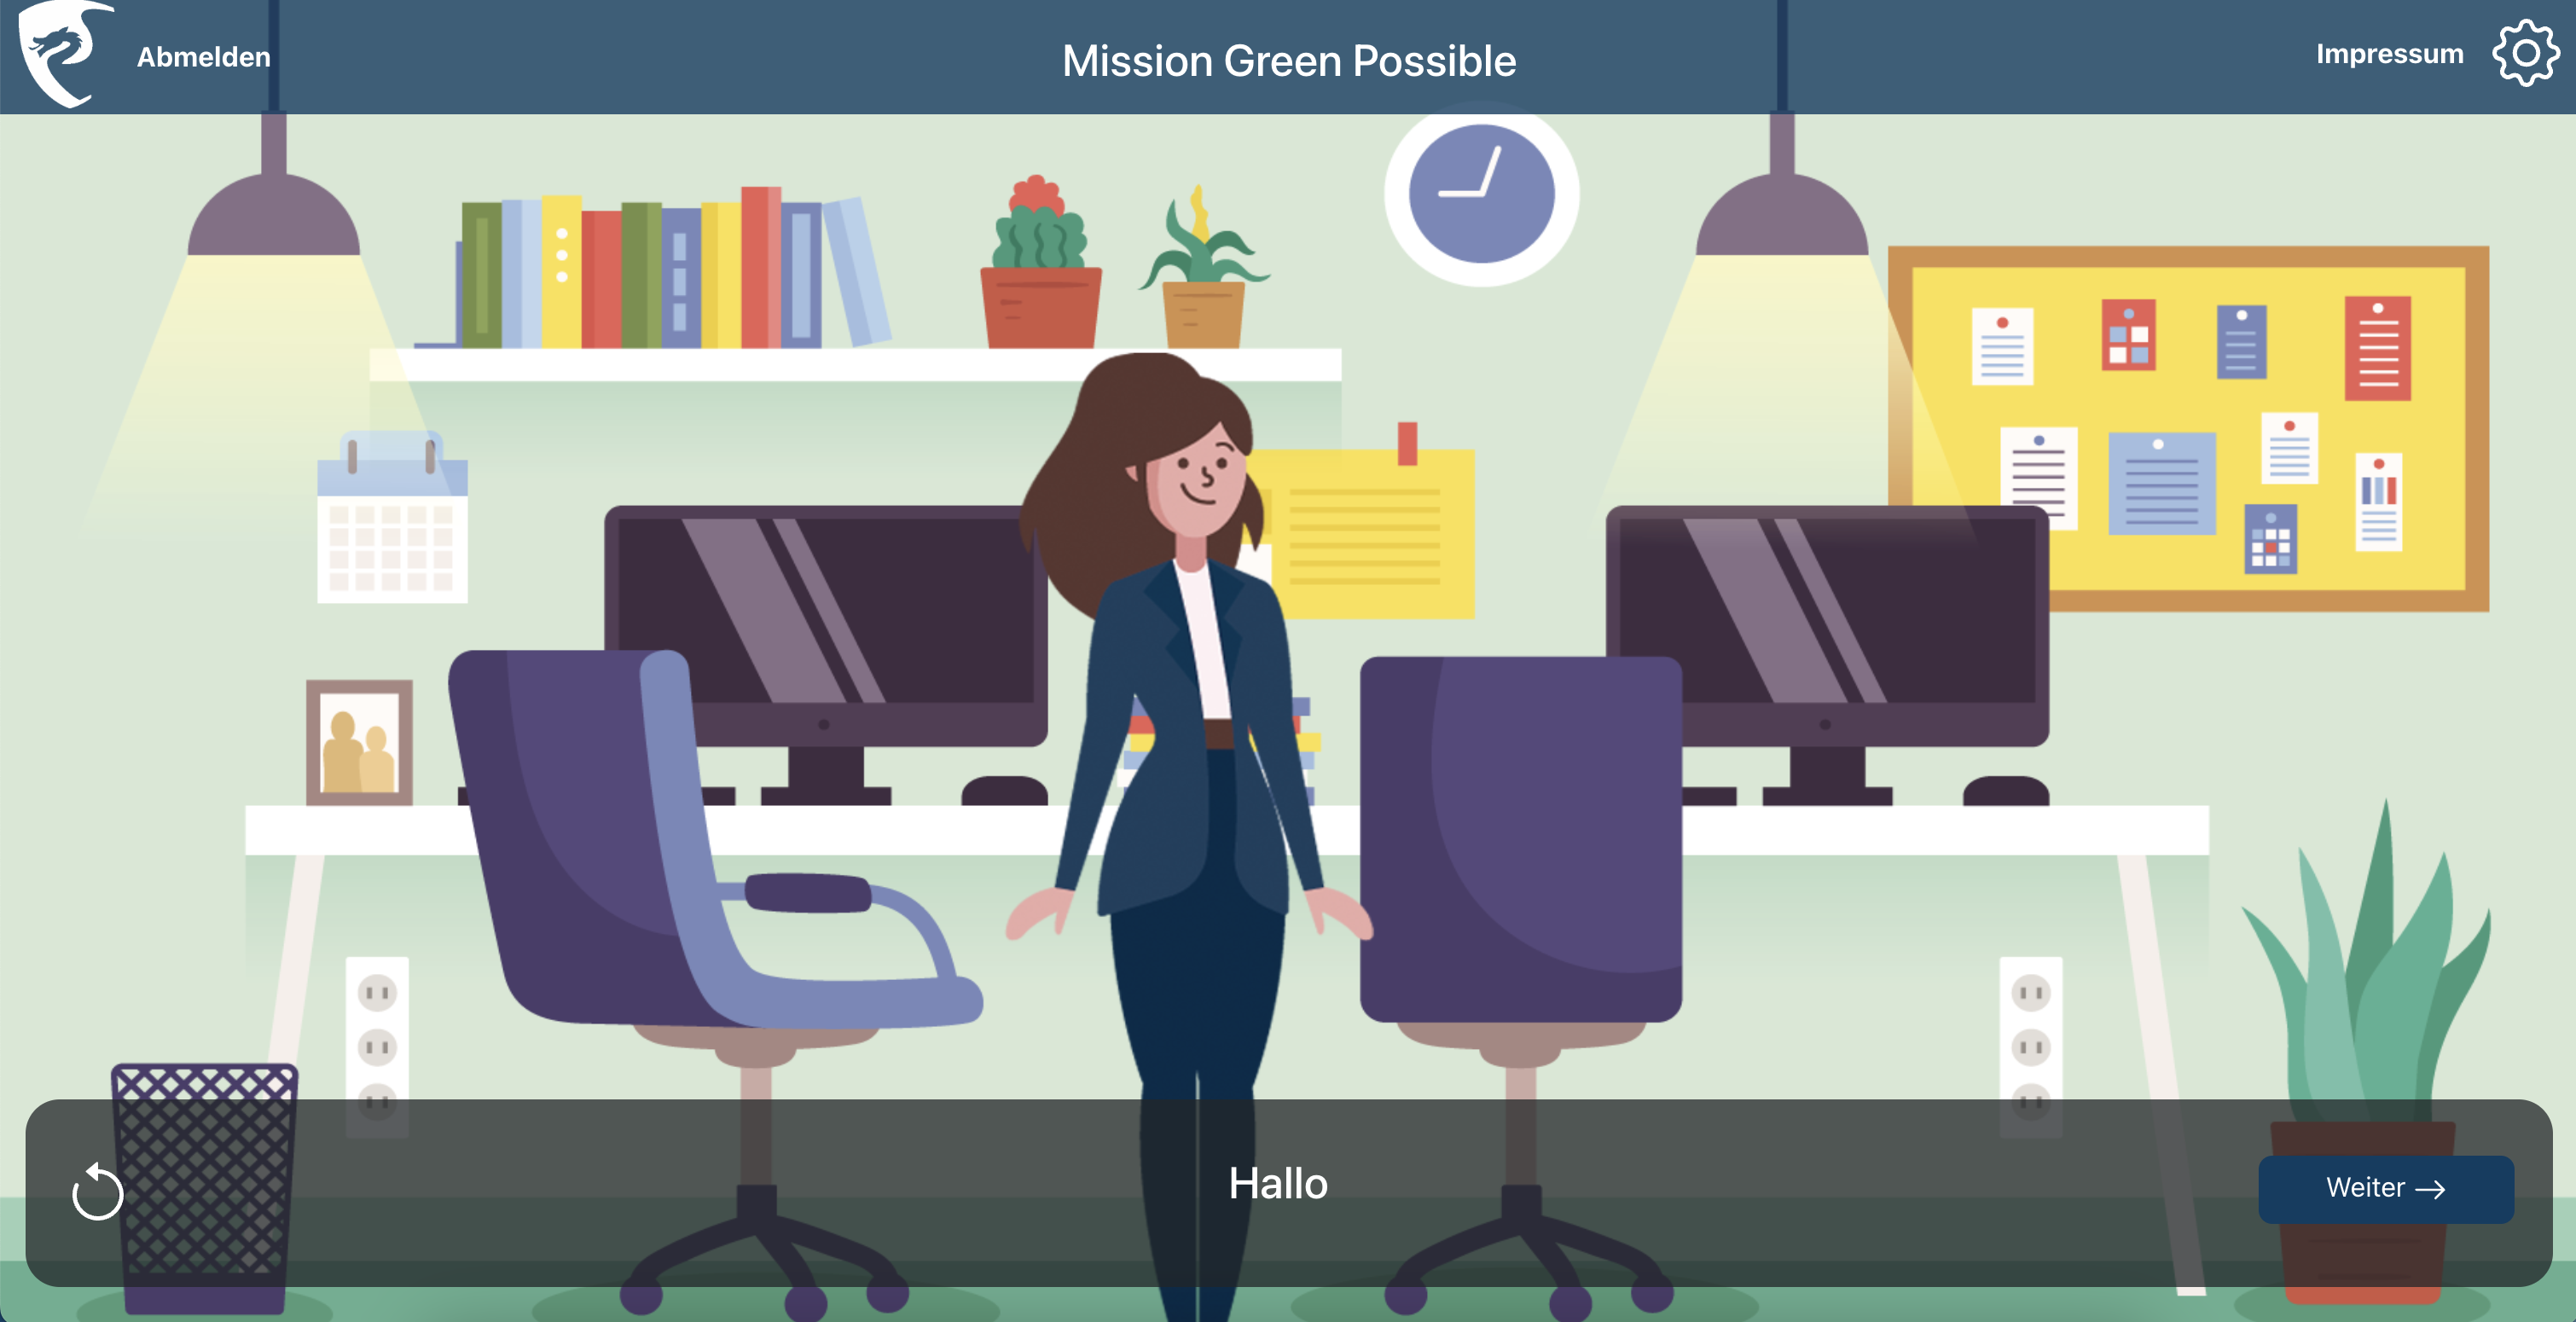 Abmelden
Mission Green Possible
Impressum
Hallo
Weiter →